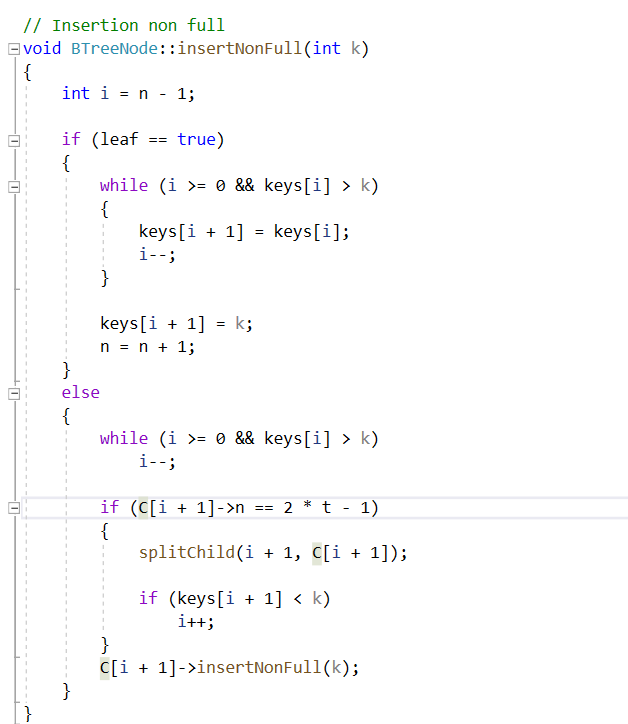 // Insertion non full
void BTreeNode::insertNonFull(int k)
{
    int i = n - 1;

    if (leaf == true)
    {
        while (i >= 0 && keys[i] > k)
        {
            keys[i + 1] = keys[i];
            i--;
        }

        keys[i + 1] = k;
        n = n + 1;
    }
    else
    {
        while (i >= 0 && keys[i] > k)
            i--;

        if (C[i + 1]->n == 2 * t - 1)
        {
            splitChild(i + 1, C[i + 1]);

            if (keys[i + 1] < k)
                i++;
        }
        C[i + 1]->insertNonFull(k);
    }
}